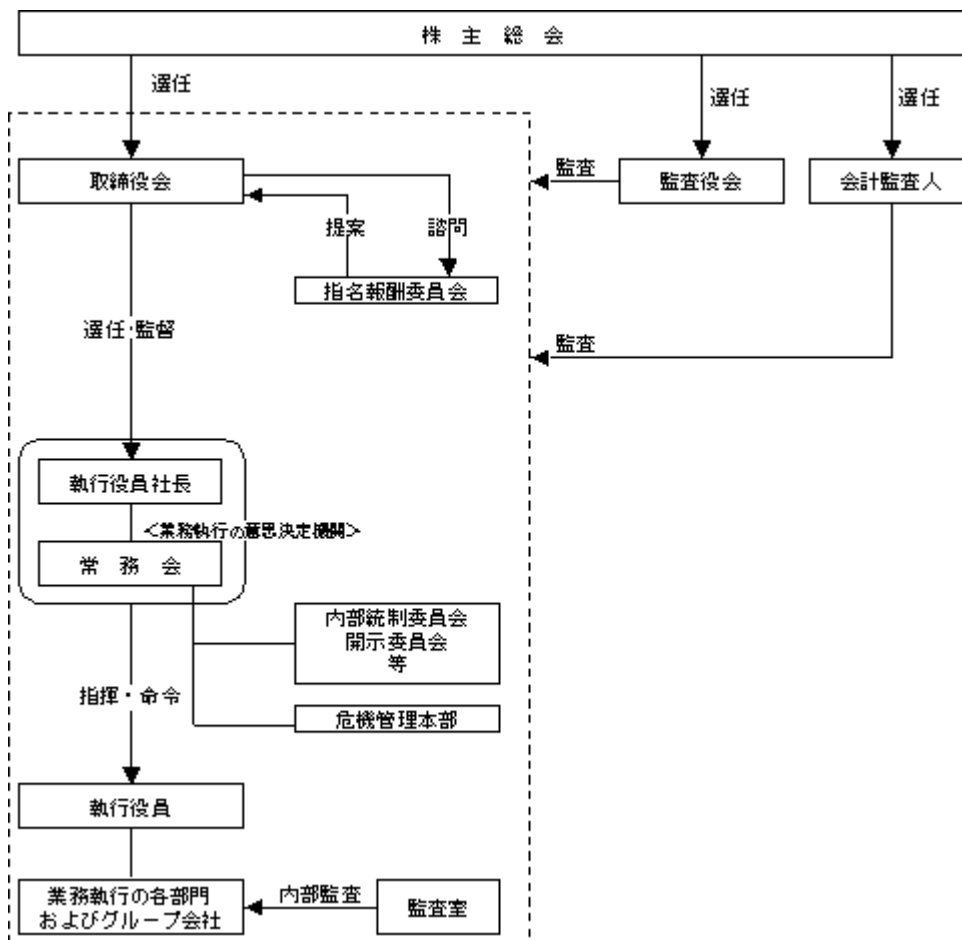 株主総会
選任
選任
選任
取締役会
監査
監査役会
会計監査人
提案
諮問
指名報酬委員会
選任・監督
監査
執行役員社長
＜業務執行の意思決定機関＞
常務会
内部統制委員会
開示委員会
等
指揮・命令
危機管理本部
執行役員
業務執行の各部門
およびグループ会社
内部監査
監査室